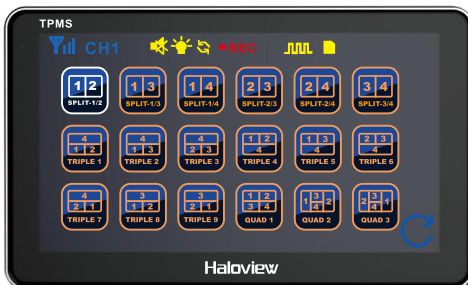 TPMS
CH1 REC
1 2 1 3 1 4 2 3 2 4 3 4
SPLIT-1/2 SPLIT-1/3 SPLIT-1/4 SPLIT-2/3 SPLIT-2/4 SPLIT-3/4
4 4 4 1 2 1 3 2 3
1 2 1 3 2 3 4 4 4
TRIPLE 1 TRIPLE 2 TRIPLE 3 TRIPLE 4 TRIPLE 5 TRIPLE 6
4 3 3 1 2 1 3 2 2 3 1
2 1 1 2 2 1 3 4 4 4
TRIPLE 7 TRIPLE 8 TRIPLE 9 QUAD 1 QUAD 2 QUAD 3
Haloview